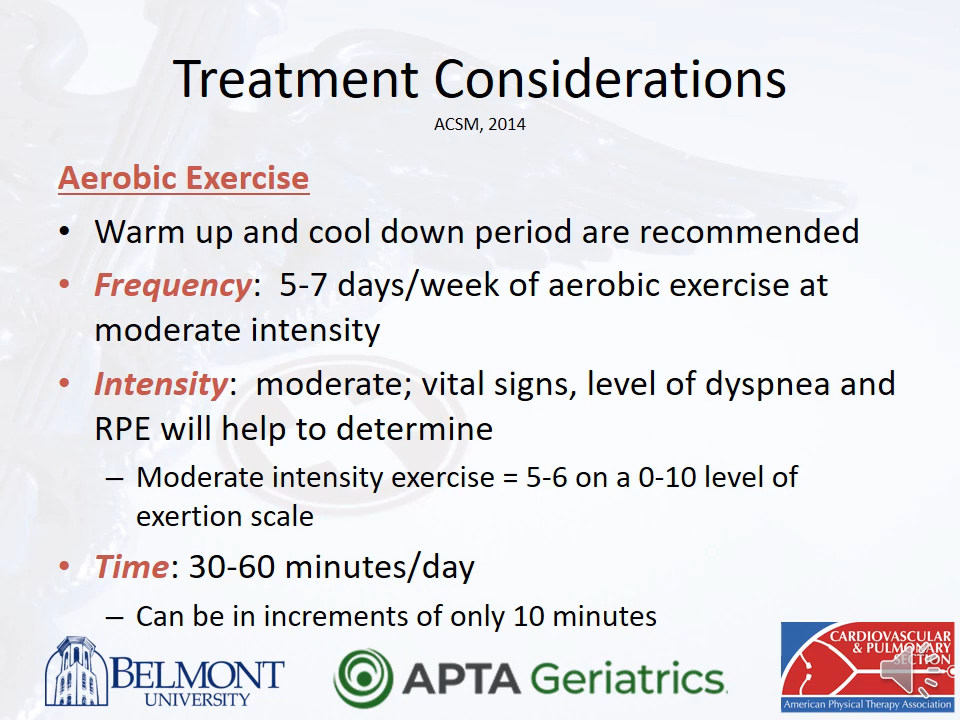 Treatment Considerations
ACSM, 2014
Aerobic Exercise
• Warm up and cool down period are recommended
• Frequency:  5-7 days/week of aerobic exercise at
moderate intensity
• Intensity:  moderate; vital signs, level of dyspnea and
RPE will help to determine
– Moderate intensity exercise = 5-6 on a 0-10 level of
exertion scale
• Time: 30-60 minutes/day
– Can be in increments of only 10 minutes
BELMONT
UNIVERSITY
APTA Geriatrics
CARDIOVASCULAR
& PULMONARY
SECTION
American Physical Therapy Association